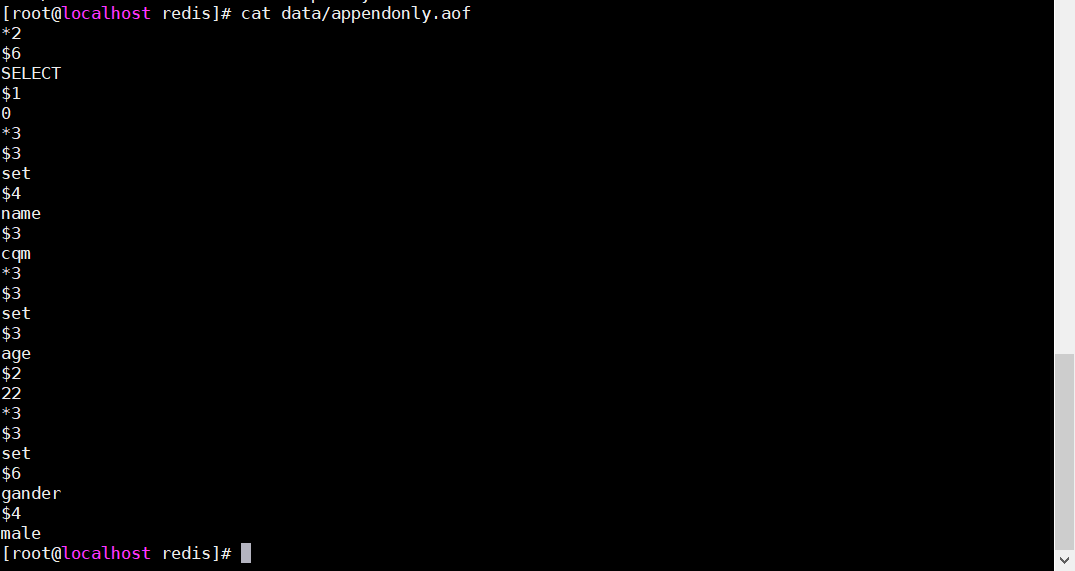 [root@localhost redis]# cat data/appendonly.aof
*2
$6
SELECT
$1
0
*3
$3
set
$4
name
$3
cqm
*3
$3
set
$3
age
$2
22
*3
$3
set
$6
gander
$4
male
[root@localhost redis]#